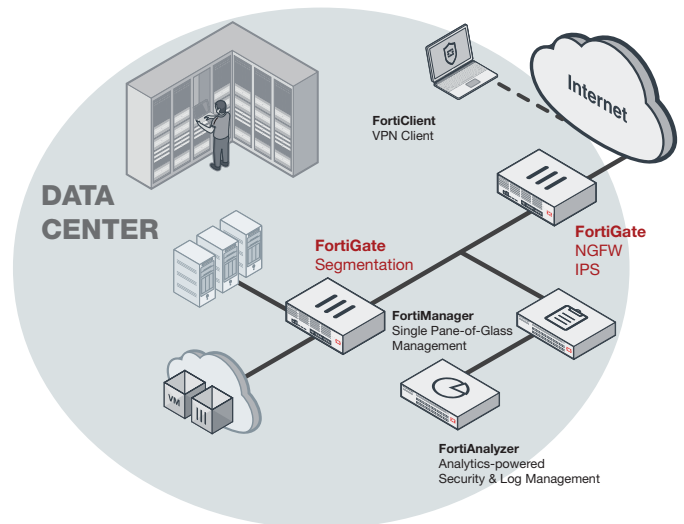 Internet
FortiClient
VPN Client
DATA
CENTER
FortiGate
NGFW
IPS
FortiGate
Segmentation
FortiManager
Single Pane-of-Glass
Management
VM
FortiAnalyzer
Analytics-powered
Security & Log Management